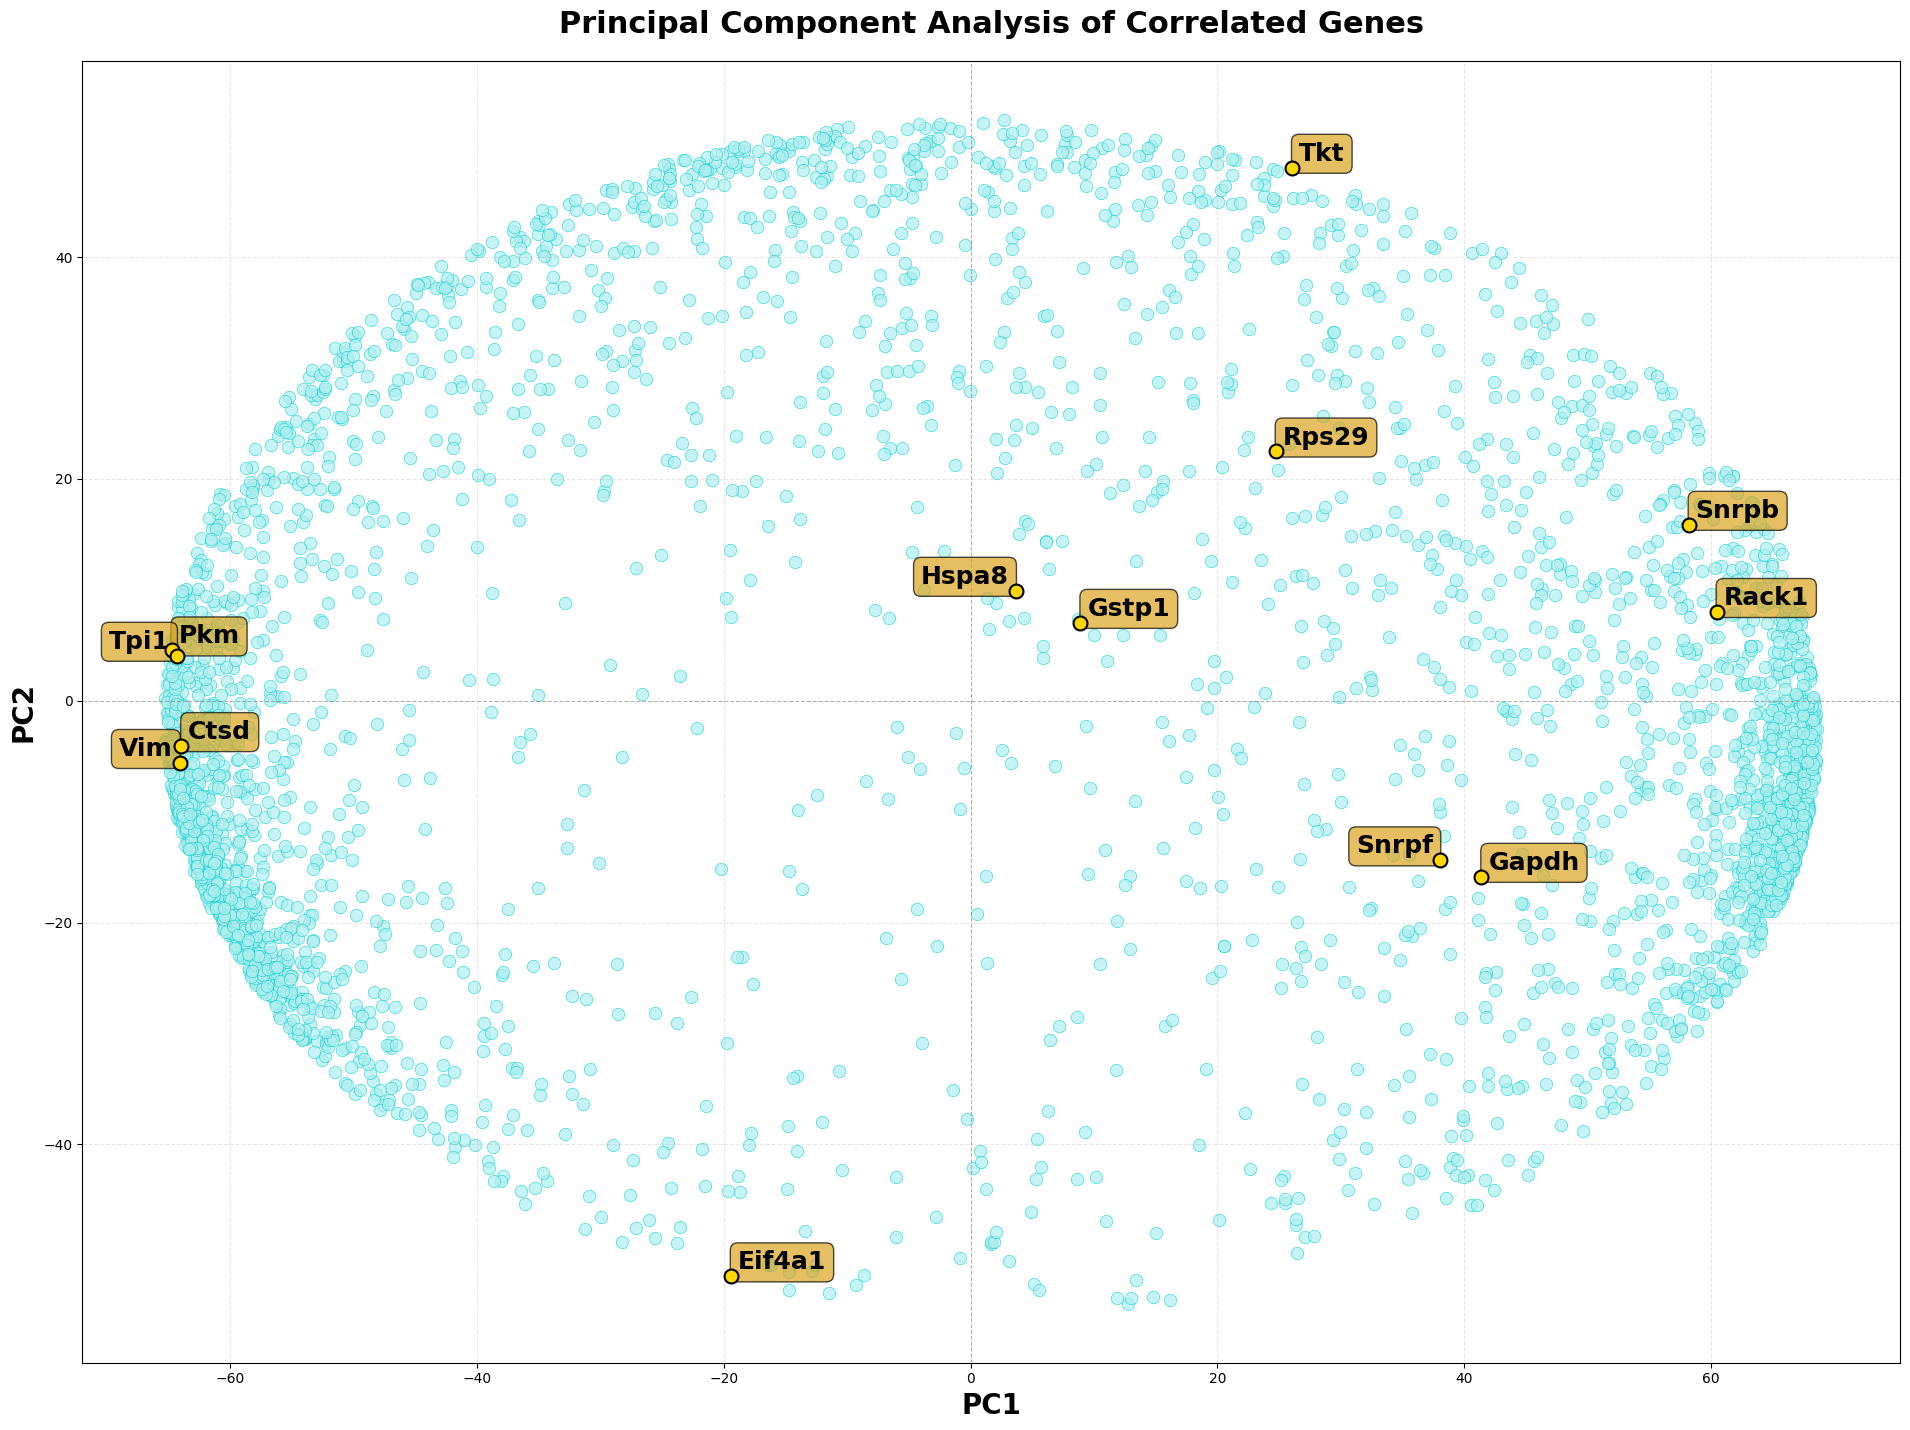 Principal Component Analysis of Correlated Genes
Tkt
Rps29
Snrpb
Hspa8
Gstp1
Rack1
Tpi1
Pkm
Ctsd
Vim
Snrpf
Gapdh
Eif4a1
PC2
40
20
0
−20
−40
−60
−40
−20
0
20
40
60
PC1